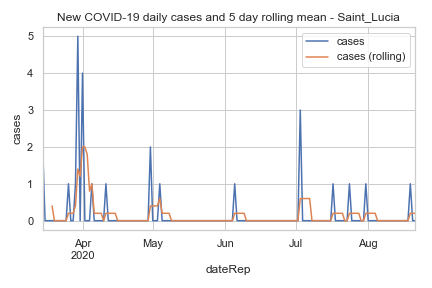 New COVID-19 daily cases and 5 day rolling mean - Saint_Lucia
cases
cases (rolling)
cases
5
4
3
2
1
0
Apr
2020
May
Jun
Jul
Aug
dateRep